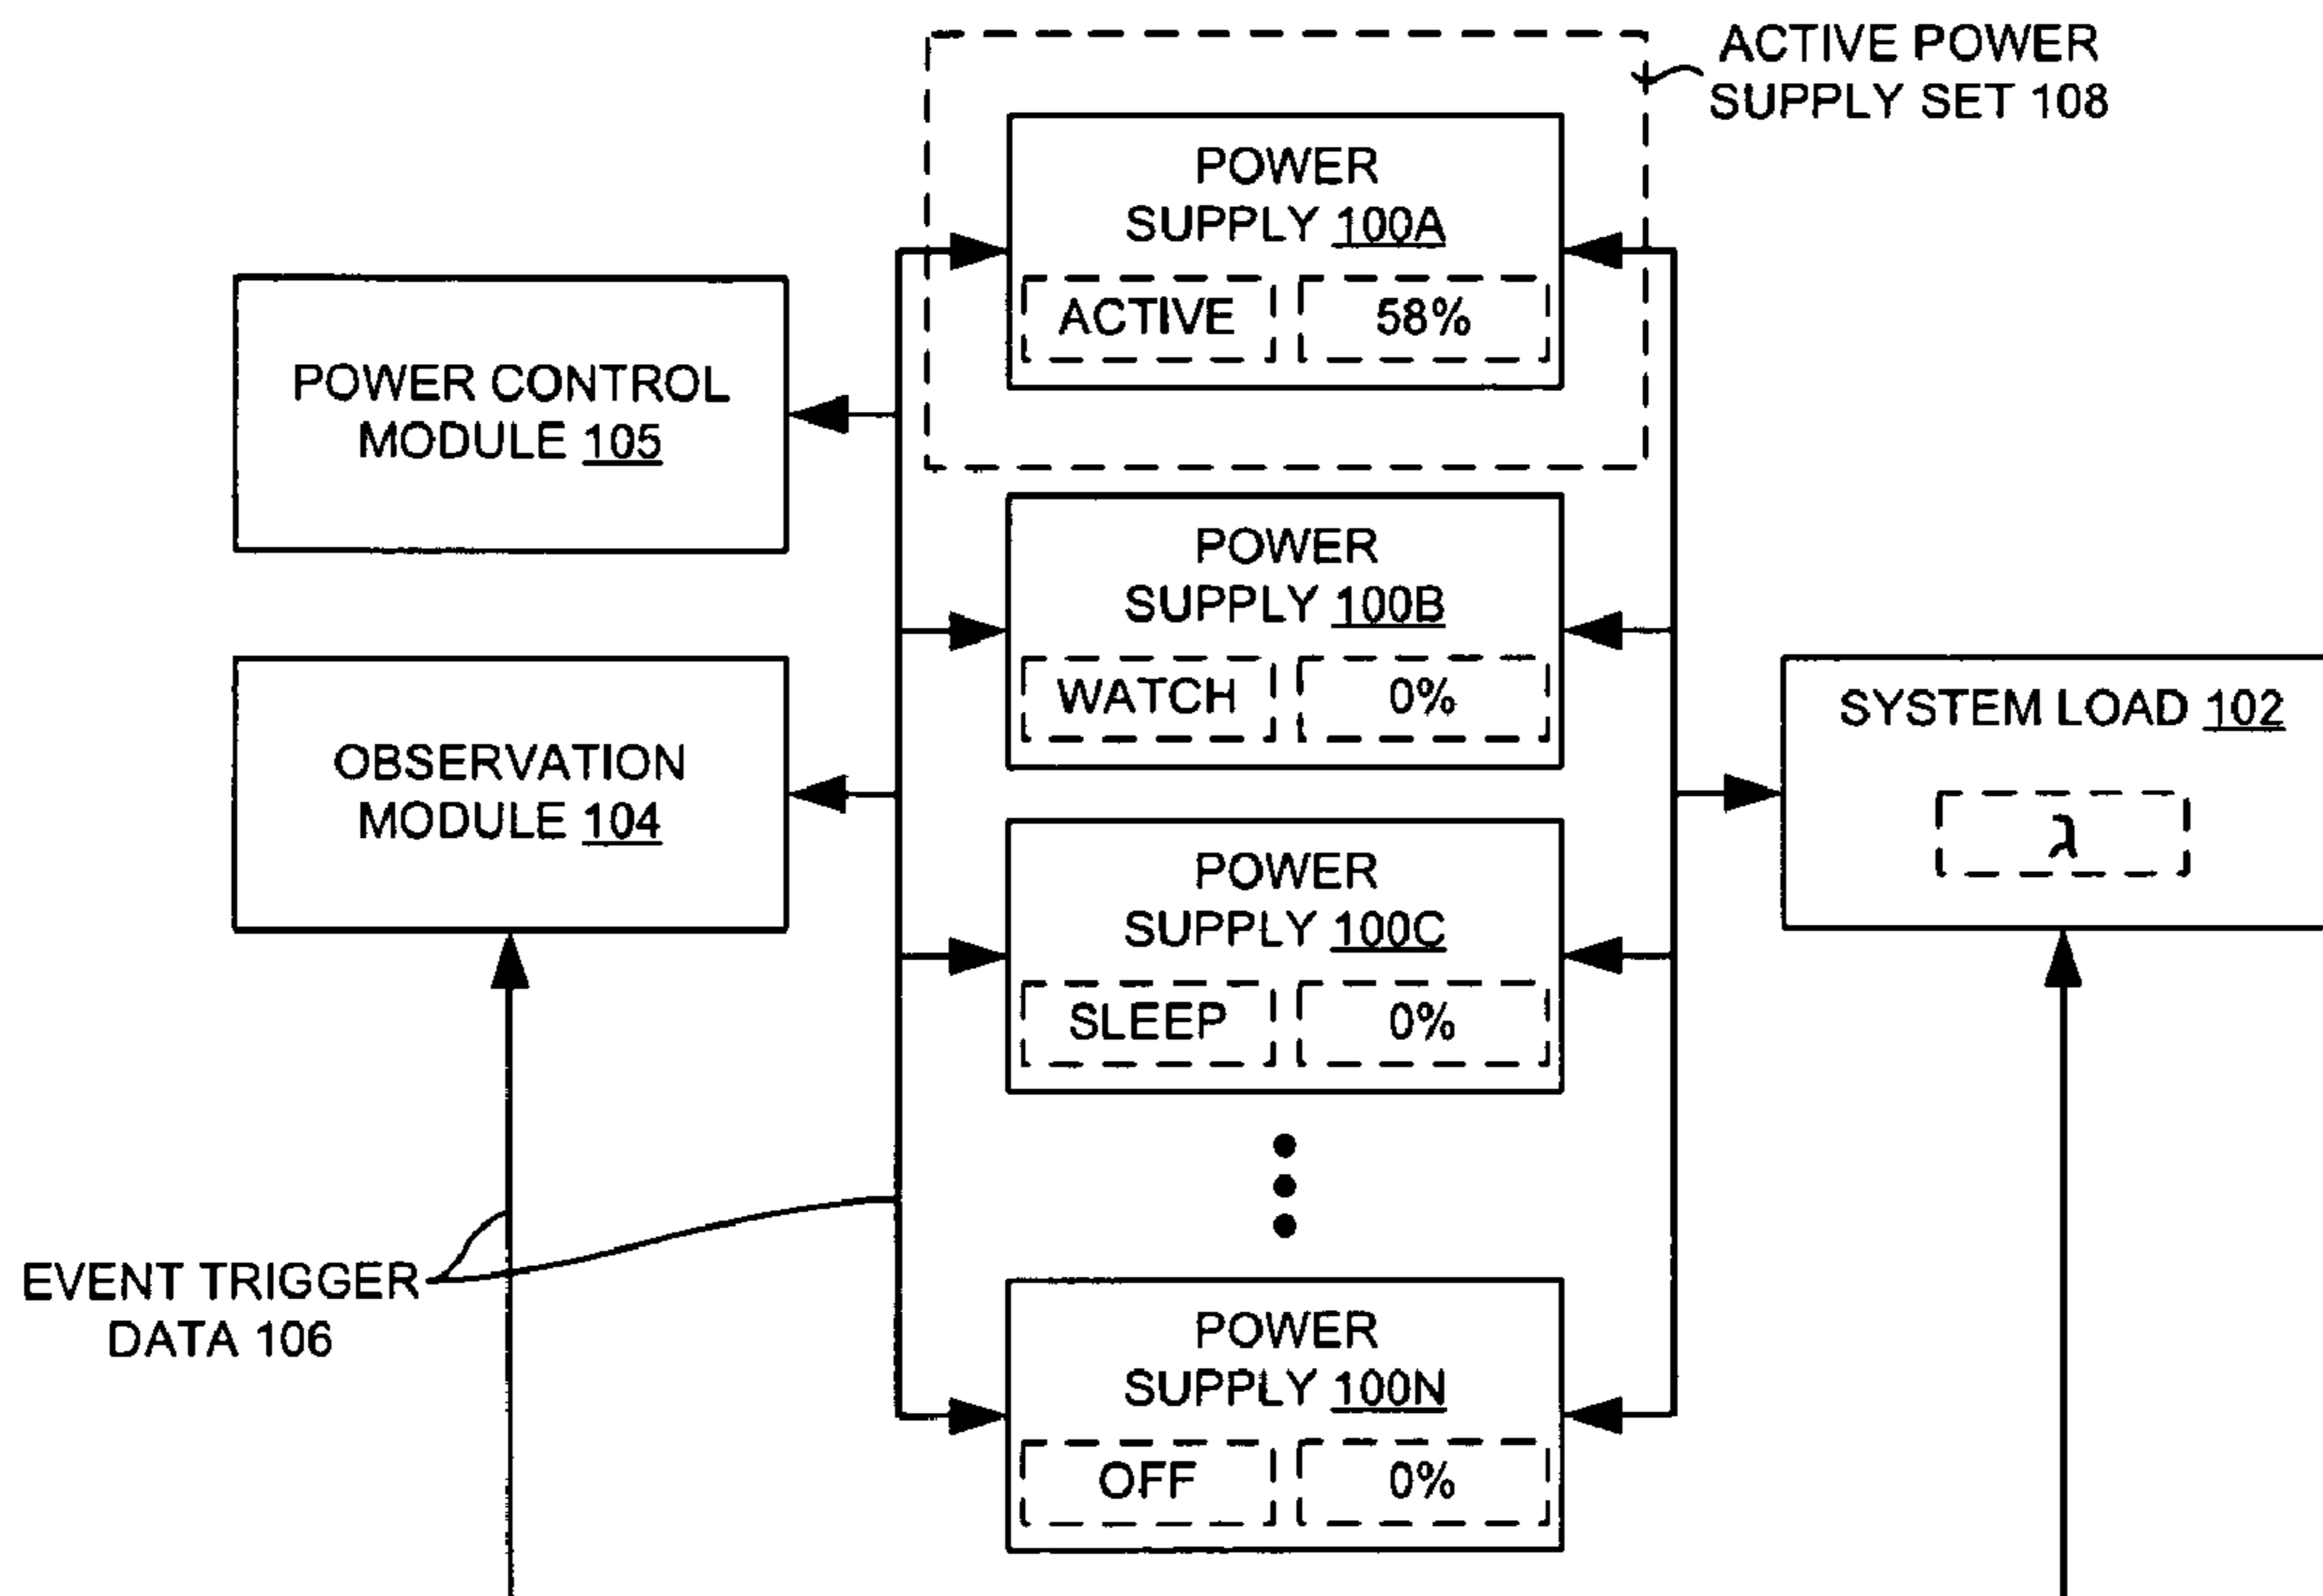 ACTIVE POWER
SUPPLY SET 108
POWER
SUPPLY 100A
ACTIVE 58%
POWER CONTROL
MODULE 105
POWER
SUPPLY 100B
WATCH 0%
OBSERVATION
MODULE 104
SYSTEM LOAD 102
ג
POWER
SUPPLY 100C
SLEEP 0%
EVENT TRIGGER
DATA 106
POWER
SUPPLY 100N
OFF 0%